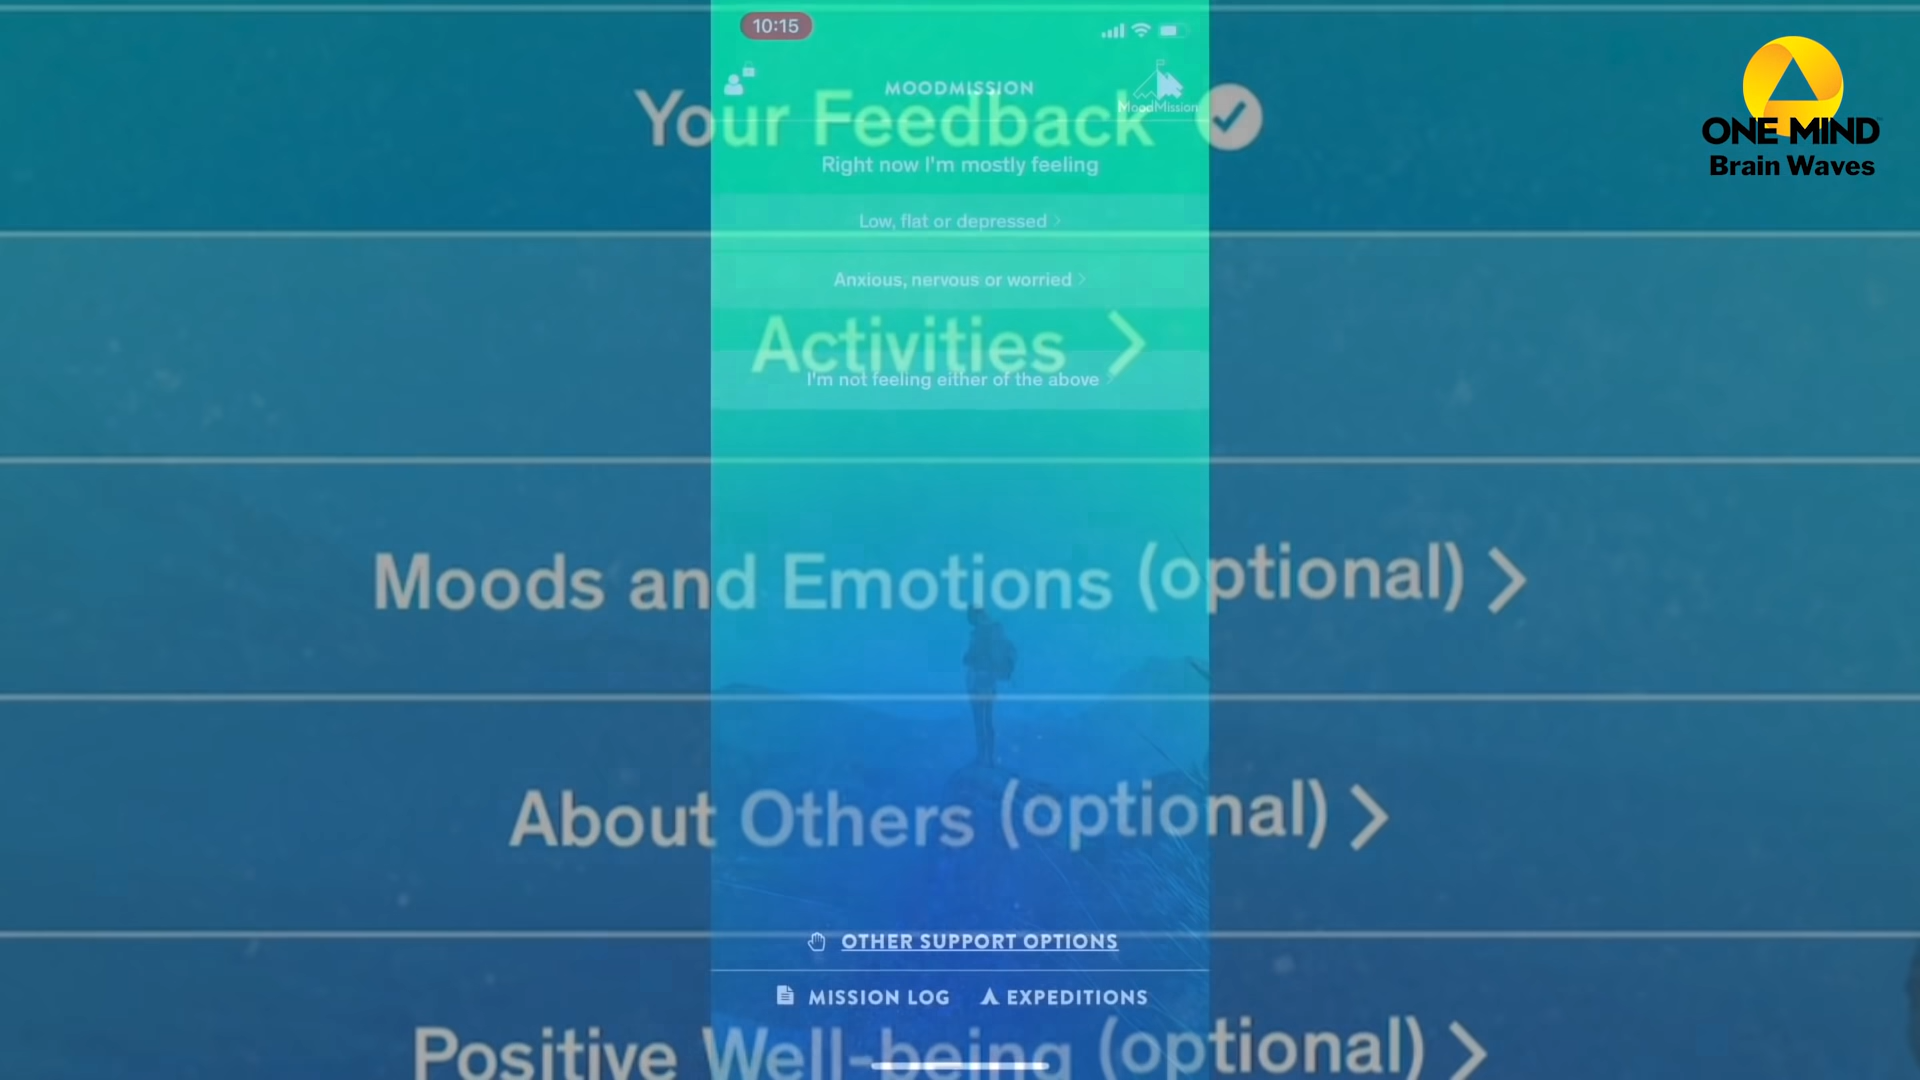 10:15
MOODMISSION
MoodMission
Your Feedback
Right now I'm mostly feeling
Low, flat or depressed
Anxious, nervous or worried
Activities
I'm not feeling either of the above
Moods and Emotions (optional)
About Others (optional)
OTHER SUPPORT OPTIONS
MISSION LOG EXPEDITIONS
Positive Well-being (optional)
ONE MIND
Brain Waves